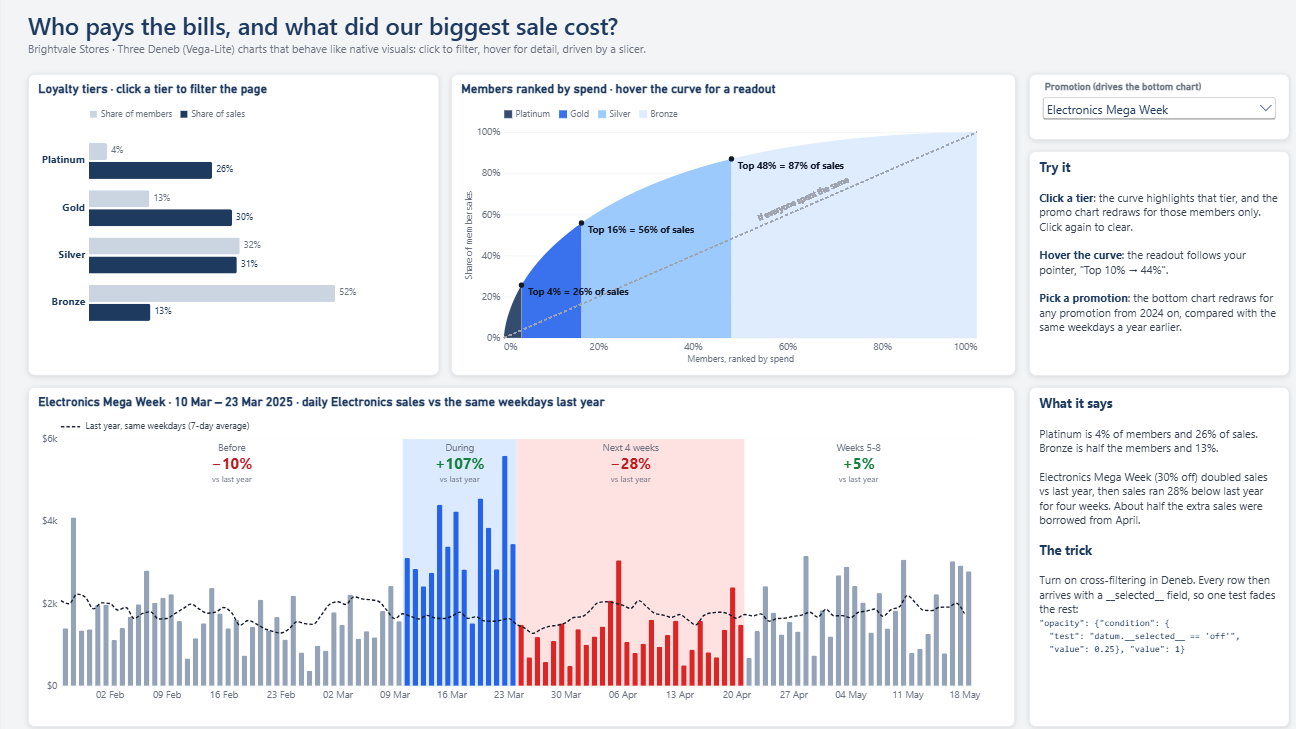 Who pays the bills, and what did our biggest sale cost?
Brightvale Stores · Three Deneb (Vega-Lite) charts that behave like native visuals: click to filter, hover for detail, driven by a slicer.
Loyalty tiers · click a tier to filter the page
Share of members Share of sales
Platinum 4% 26%
Gold 13% 30%
Silver 32% 31%
Bronze 52% 13%
Members ranked by spend · hover the curve for a readout
Platinum Gold Silver Bronze
Share of member sales
100%
80%
60%
40%
20%
0%
Top 48% = 87% of sales
If everyone spent the same
Top 16% = 56% of sales
Top 4% = 26% of sales
0% 20% 40% 60% 80% 100%
Members, ranked by spend
Promotion (drives the bottom chart)
Electronics Mega Week
Try it
Click a tier: the curve highlights that tier, and the
promo chart redraws for those members only.
Click again to clear.
Hover the curve: the readout follows your
pointer, "Top 10% → 44%".
Pick a promotion: the bottom chart redraws for
any promotion from 2024 on, compared with the
same weekdays a year earlier.
Electronics Mega Week · 10 Mar – 23 Mar 2025 · daily Electronics sales vs the same weekdays last year
Last year, same weekdays (7-day average)
$6k
$4k
$2k
$0
Before
−10%
vs last year
During
+107%
vs last year
Next 4 weeks
−28%
vs last year
Weeks 5-8
+5%
vs last year
02 Feb 09 Feb 16 Feb 23 Feb 02 Mar 09 Mar 16 Mar 23 Mar 30 Mar 06 Apr 13 Apr 20 Apr 27 Apr 04 May 11 May 18 May
What it says
Platinum is 4% of members and 26% of sales.
Bronze is half the members and 13%.
Electronics Mega Week (30% off) doubled sales
vs last year, then sales ran 28% below last year
for four weeks. About half the extra sales were
borrowed from April.
The trick
Turn on cross-filtering in Deneb. Every row then
arrives with a __selected__ field, so one test fades
the rest:
"opacity": {"condition": {
"test": "datum.__selected__ == 'off'",
"value": 0.25}, "value": 1}